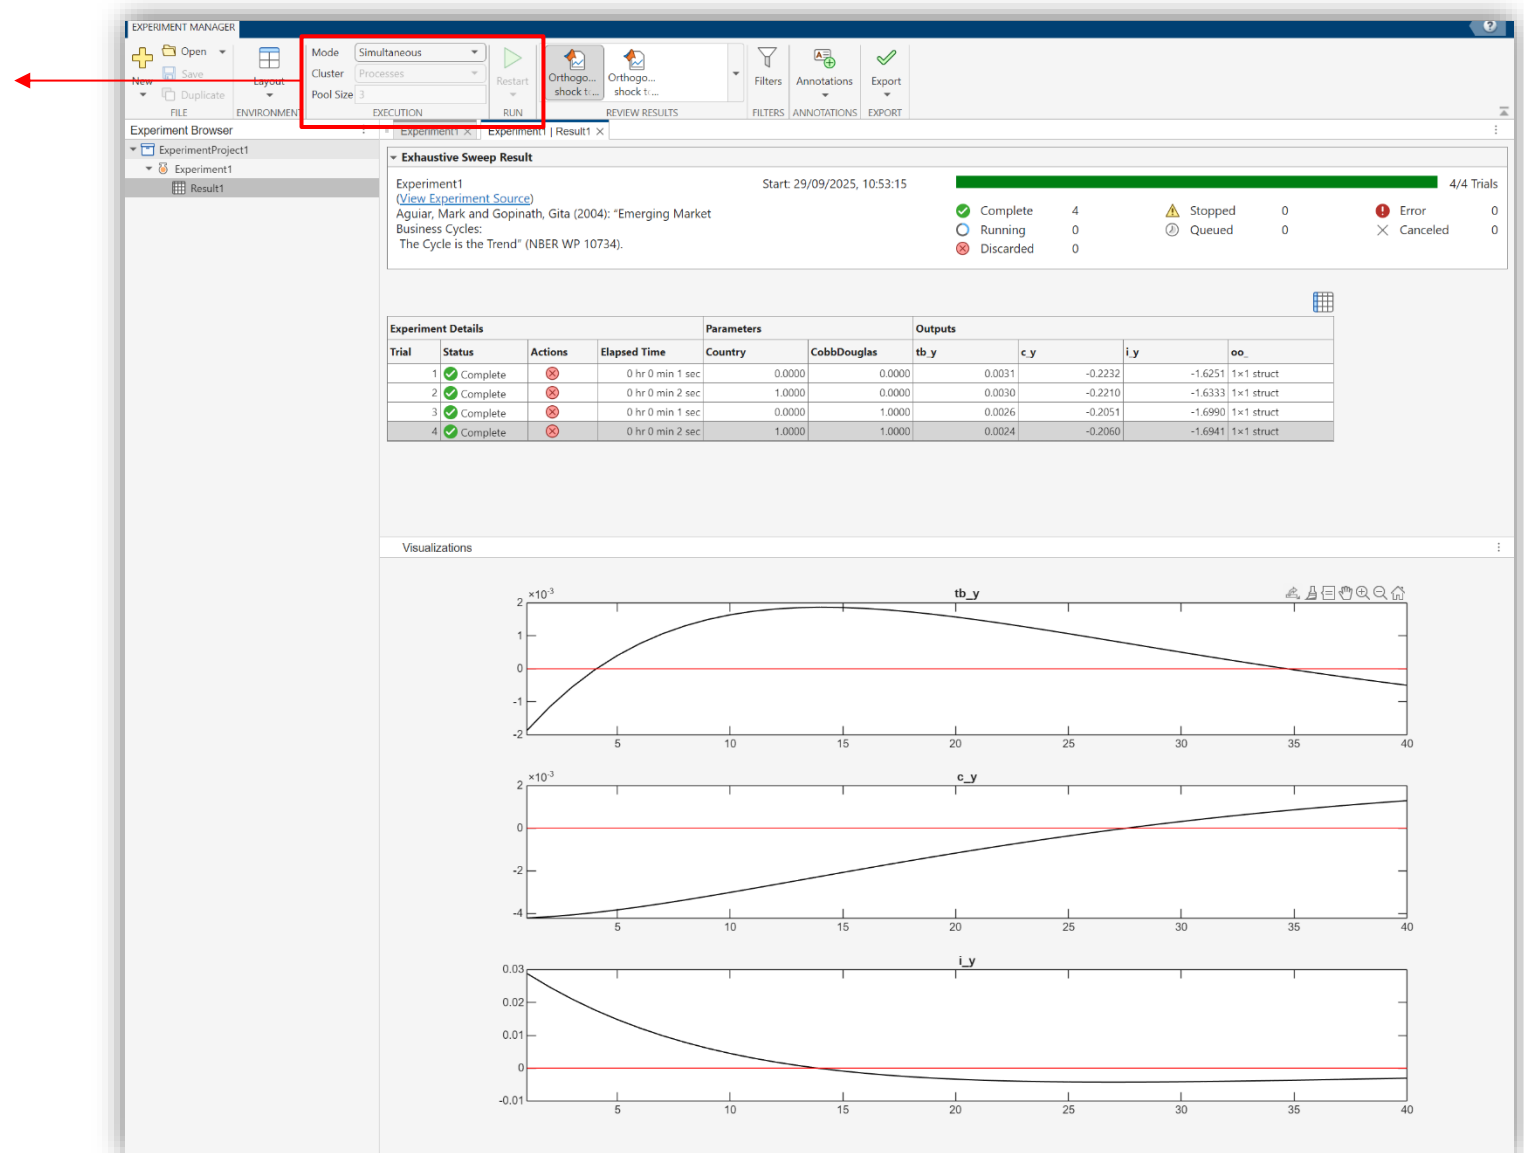 EXPERIMENT MANAGER
?
New
Open
Save
Duplicate
FILE
Layout
ENVIRONMENT
Mode Simultaneous
Cluster Processes
Pool Size 3
EXECUTION
Restart
RUN
Orthogo...
shock t...
Orthogo...
shock t...
REVIEW RESULTS
Filters
FILTERS
Annotations
ANNOTATIONS
Export
EXPORT
Experiment Browser
Experiment1 ×
Experiment1 | Result1 ×
ExperimentProject1
Experiment1
Result1
Exhaustive Sweep Result
Experiment1
(View Experiment Source)
Aguiar, Mark and Gopinath, Gita (2004): "Emerging Market
Business Cycles:
The Cycle is the Trend" (NBER WP 10734).
Start: 29/09/2025, 10:53:15
4/4 Trials
Complete 4 Stopped 0 Error 0
Running 0 Queued 0 Canceled 0
Discarded 0
Experiment Details Parameters Outputs
Trial Status Actions Elapsed Time Country CobbDouglas tb_y c_y i_y oo_
1 Complete 0 hr 0 min 1 sec 0.0000 0.0000 0.0031 -0.2232 -1.6251 1×1 struct
2 Complete 0 hr 0 min 2 sec 1.0000 0.0000 0.0030 -0.2210 -1.6333 1×1 struct
3 Complete 0 hr 0 min 1 sec 0.0000 1.0000 0.0026 -0.2051 -1.6990 1×1 struct
4 Complete 0 hr 0 min 2 sec 1.0000 1.0000 0.0024 -0.2060 -1.6941 1×1 struct
Visualizations
×10-3
tb_y
2
1
0
-1
-2
5 10 15 20 25 30 35 40
×10-3
c_y
2
0
-2
-4
5 10 15 20 25 30 35 40
i_y
0.03
0.02
0.01
0
-0.01
5 10 15 20 25 30 35 40